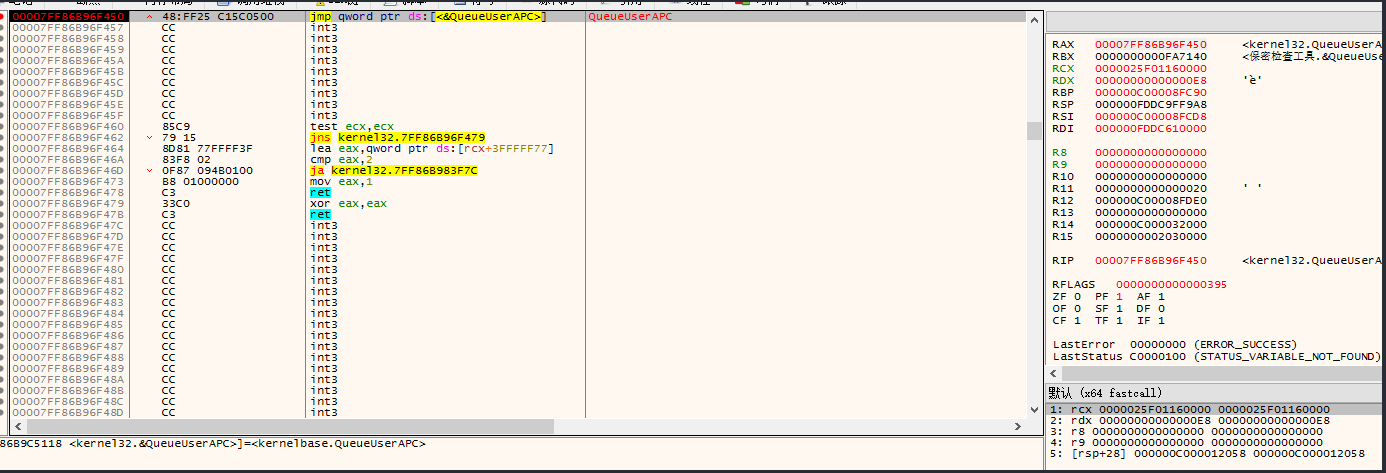 00007FF86B96F450 48:FF25 C15C0500 jmp qword ptr ds:[<&QueueUserAPC>] QueueUserAPC
00007FF86B96F457 CC int3
00007FF86B96F458 CC int3
00007FF86B96F459 CC int3
00007FF86B96F45A CC int3
00007FF86B96F45B CC int3
00007FF86B96F45C CC int3
00007FF86B96F45D CC int3
00007FF86B96F45E CC int3
00007FF86B96F45F CC int3
00007FF86B96F460 85C9 test ecx,ecx
00007FF86B96F462 79 15 jns kernel32.7FF86B96F479
00007FF86B96F464 8D81 77FFFF3F lea eax,qword ptr ds:[rcx+3FFFFF77]
00007FF86B96F46A 83F8 02 cmp eax,2
00007FF86B96F46D 0F87 094B0100 ja kernel32.7FF86B983F7C
00007FF86B96F473 B8 01000000 mov eax,1
00007FF86B96F478 C3 ret
00007FF86B96F479 33C0 xor eax,eax
00007FF86B96F47B C3 ret
00007FF86B96F47C CC int3
00007FF86B96F47D CC int3
00007FF86B96F47E CC int3
00007FF86B96F47F CC int3
00007FF86B96F480 CC int3
00007FF86B96F481 CC int3
00007FF86B96F482 CC int3
00007FF86B96F483 CC int3
00007FF86B96F484 CC int3
00007FF86B96F485 CC int3
00007FF86B96F486 CC int3
00007FF86B96F487 CC int3
00007FF86B96F488 CC int3
00007FF86B96F489 CC int3
00007FF86B96F48A CC int3
00007FF86B96F48B CC int3
00007FF86B96F48C CC int3
00007FF86B96F48D CC int3
86B9C5118 <kernel32.&QueueUserAPC>]=<kernelbase.QueueUserAPC>
RAX 00007FF86B96F450 <kernel32.QueueUserA
RBX 0000000000FA7140 <保密检查工具.&QueueUse
RCX 0000025F01160000
RDX 00000000000000E8 'è'
RBP 000000C00008FC90
RSP 000000FDDC9FF9A8
RSI 000000C00008FCD8
RDI 000000FDDC610000
R8 0000000000000000
R9 0000000000000000
R10 0000000000000000
R11 0000000000000020 ' '
R12 000000C00008FDE0
R13 0000000000000000
R14 000000C000032000
R15 0000000002030000
RIP 00007FF86B96F450 <kernel32.QueueUserA
RFLAGS 0000000000000395
ZF 0 PF 1 AF 1
OF 0 SF 1 DF 0
CF 1 TF 1 IF 1
LastError 00000000 (ERROR_SUCCESS)
LastStatus C0000100 (STATUS_VARIABLE_NOT_FOUND)
默认 (x64 fastcall)
1: rcx 0000025F01160000 0000025F01160000
2: rdx 00000000000000E8 00000000000000E8
3: r8 0000000000000000 0000000000000000
4: r9 0000000000000000 0000000000000000
5: [rsp+28] 000000C000012058 000000C000012058